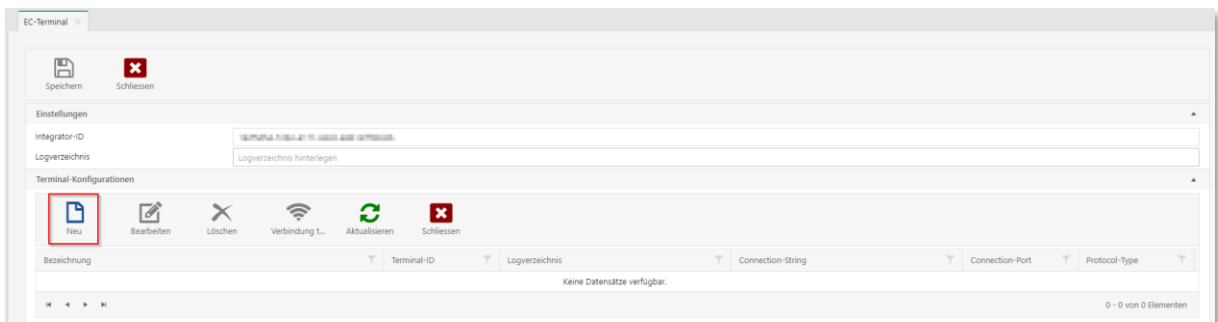 EC-Terminal
Speichern Schliessen
Einstellungen
Integrator-ID
Logverzeichnis Logverzeichnis hinterlegen
Terminal-Konfigurationen
Neu Bearbeiten Löschen Verbindung t... Aktualisieren Schliessen
Bezeichnung Terminal-ID Logverzeichnis Connection-String Connection-Port Protocol-Type
Keine Datensätze verfügbar.
0 - 0 von 0 Elementen